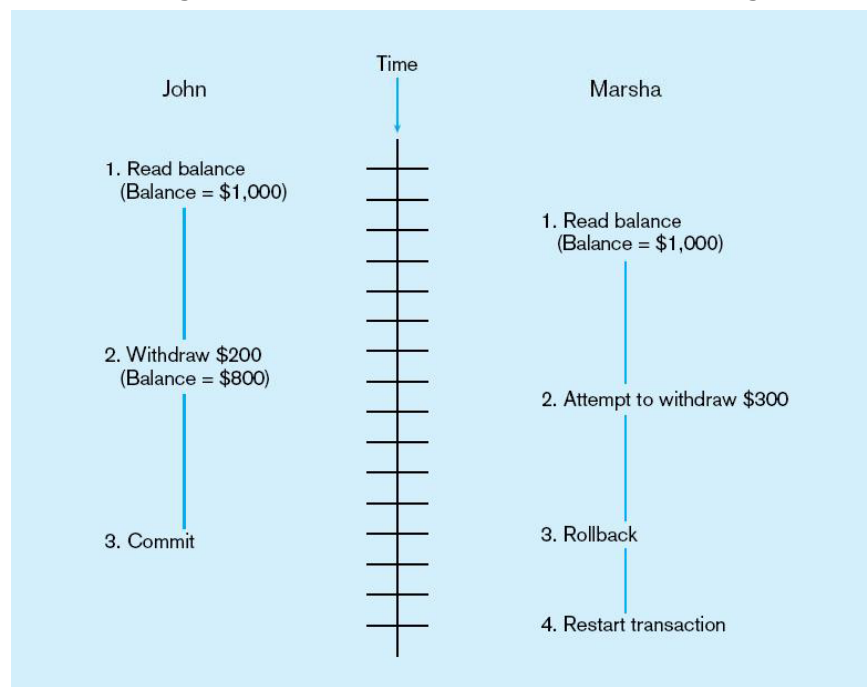 Time
John
Marsha
1. Read balance
(Balance = $1,000)
1. Read balance
(Balance = $1,000)
2. Withdraw $200
(Balance = $800)
2. Attempt to withdraw $300
3. Commit
3. Rollback
4. Restart transaction